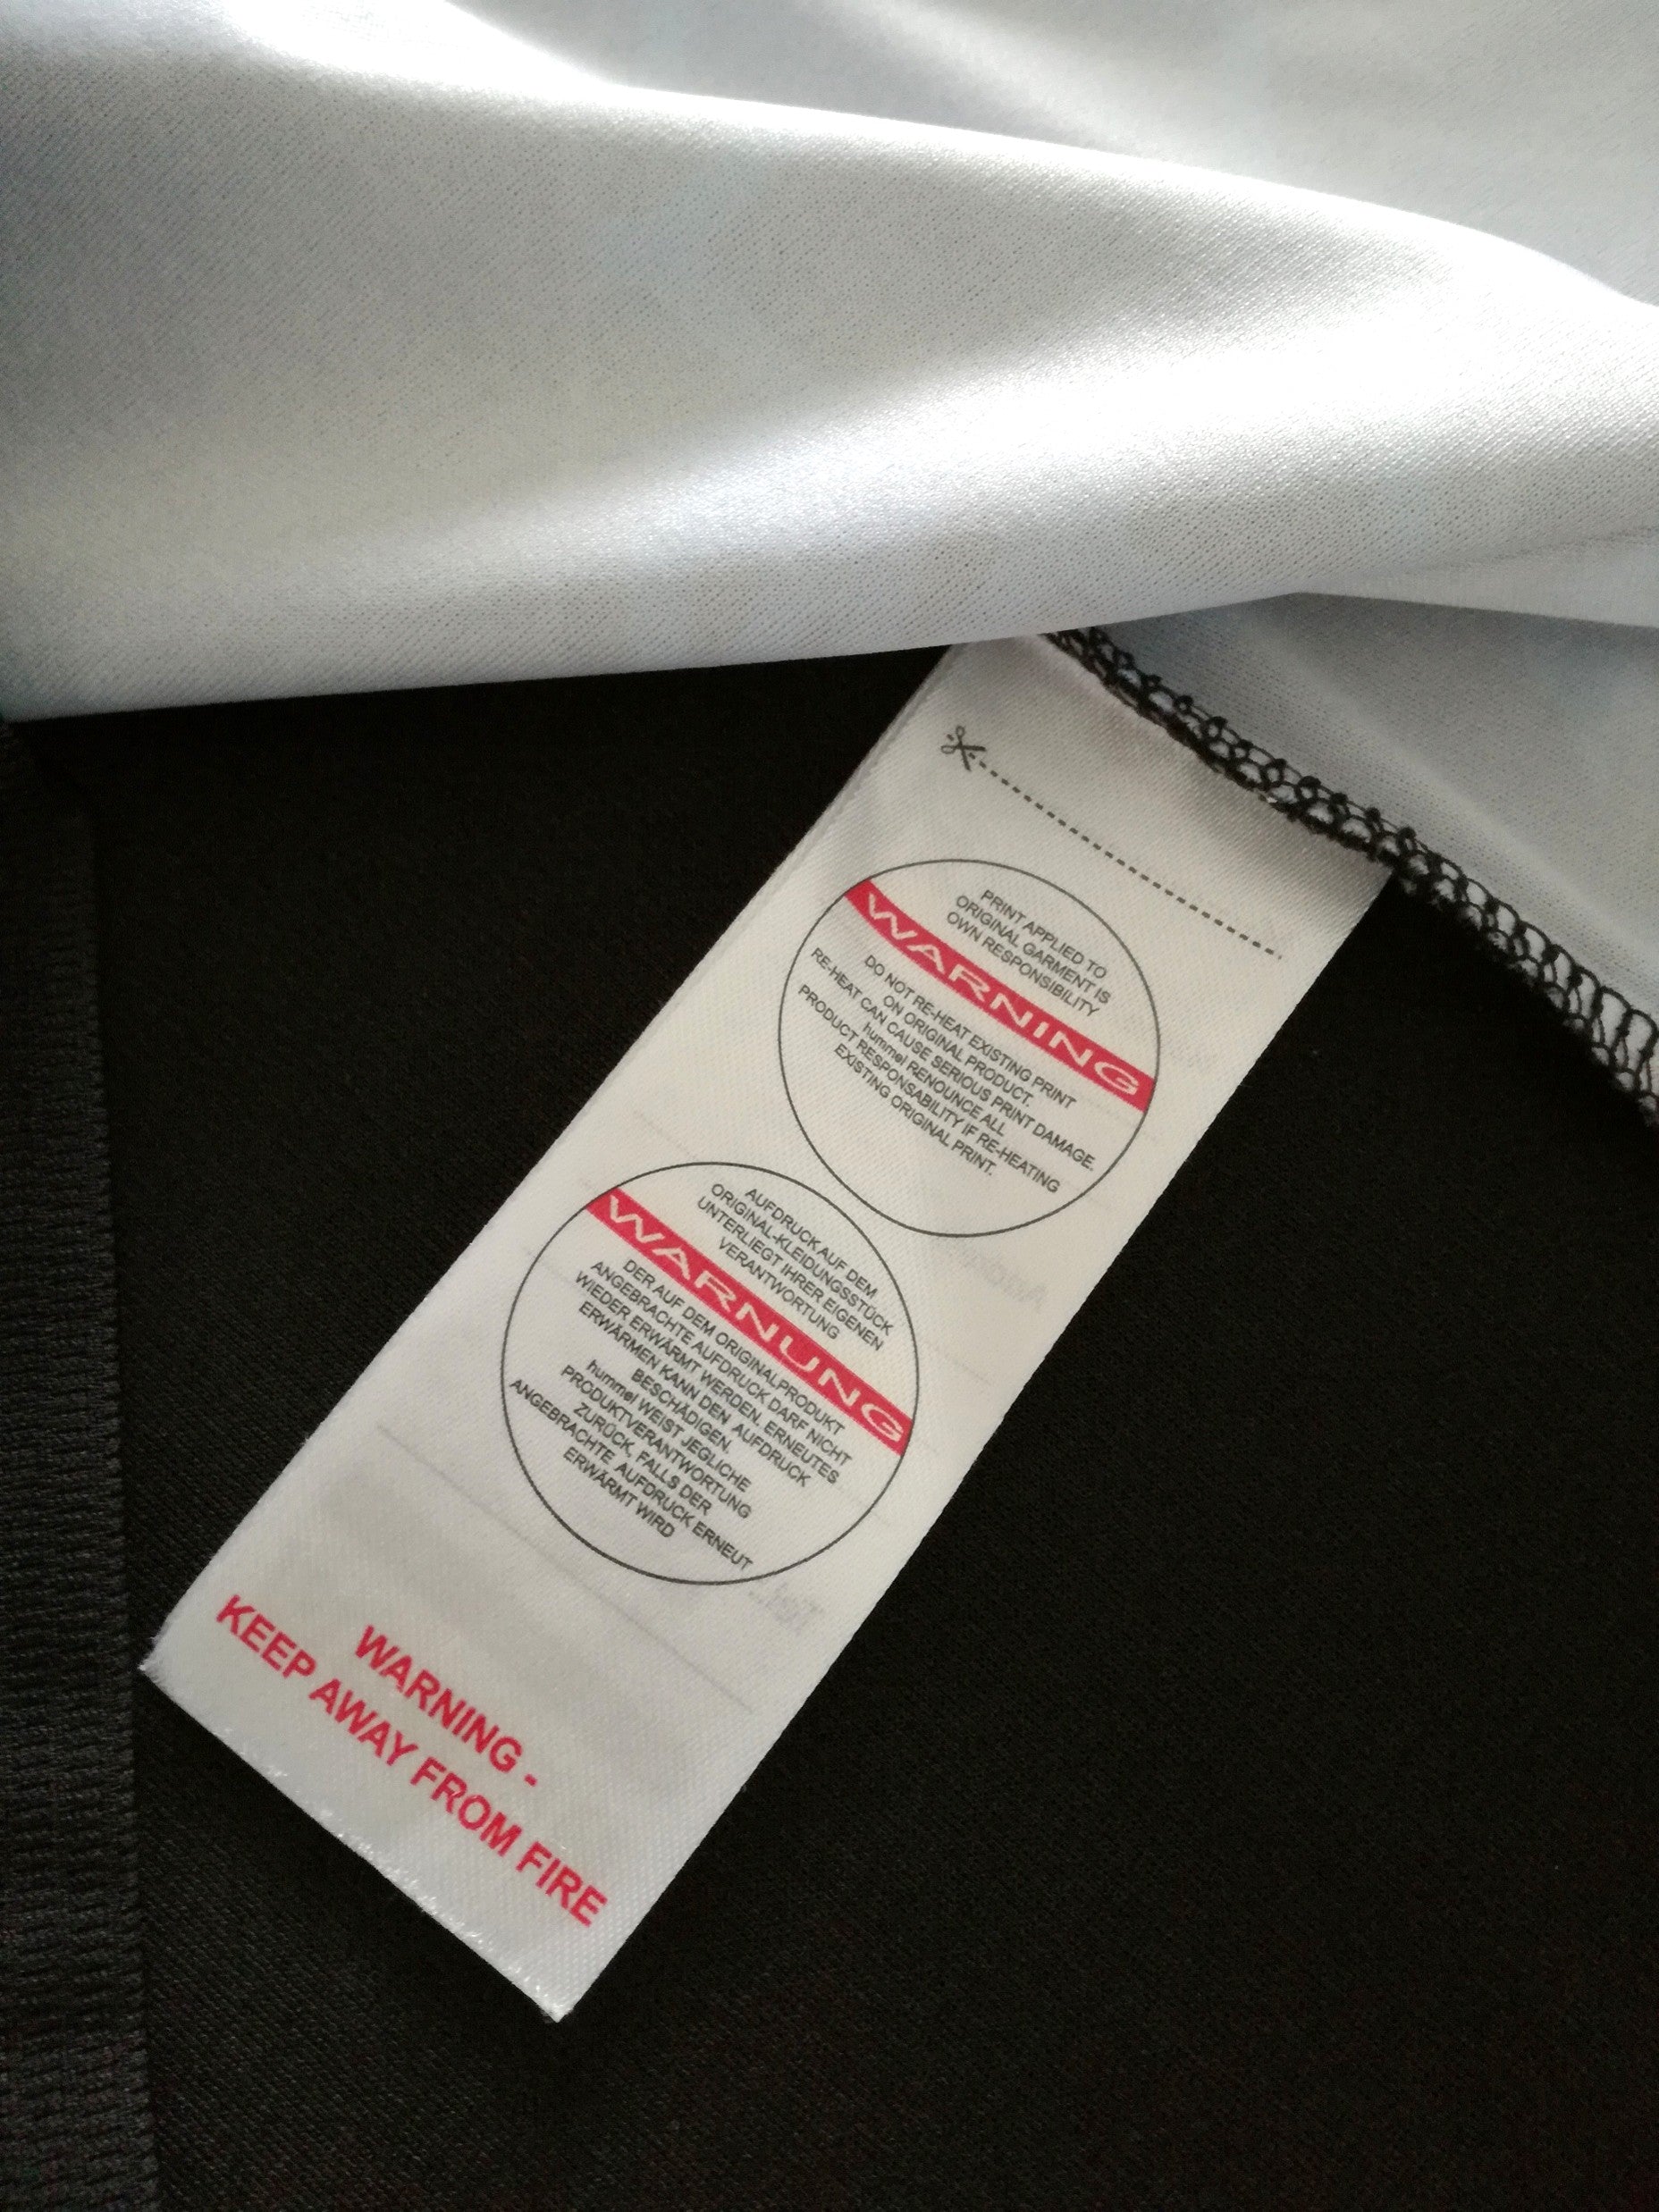 PRINT APPLIED TO
ORIGINAL GARMENT IS
OWN RESPONSIBILITY
WARNING
DO NOT RE-HEAT EXISTING PRINT
ON ORIGINAL PRODUCT.
RE-HEAT CAN CAUSE SERIOUS PRINT DAMAGE.
hummel RENOUNCE ALL
PRODUCT RESPONSABILITY IF RE-HEATING
EXISTING ORIGINAL PRINT.
AUFDRUCK AUF DEM
ORIGINAL-KLEIDUNGSSTÜCK
UNTERLIEGT IHRER EIGENEN
VERANTWORTUNG
WARNUNG
DER AUF DEM ORIGINALPRODUKT
ANGEBRACHTE AUFDRUCK DARF NICHT
WIEDER ERWÄRMT WERDEN. ERNEUTES
ERWÄRMEN KANN DEN AUFDRUCK
BESCHÄDIGEN.
hummel WEIST JEGLICHE
PRODUKTVERANTWORTUNG
ZURÜCK, FALLS DER
ANGEBRACHTE AUFDRUCK ERNEUT
ERWÄRMT WIRD
WARNING -
KEEP AWAY FROM FIRE